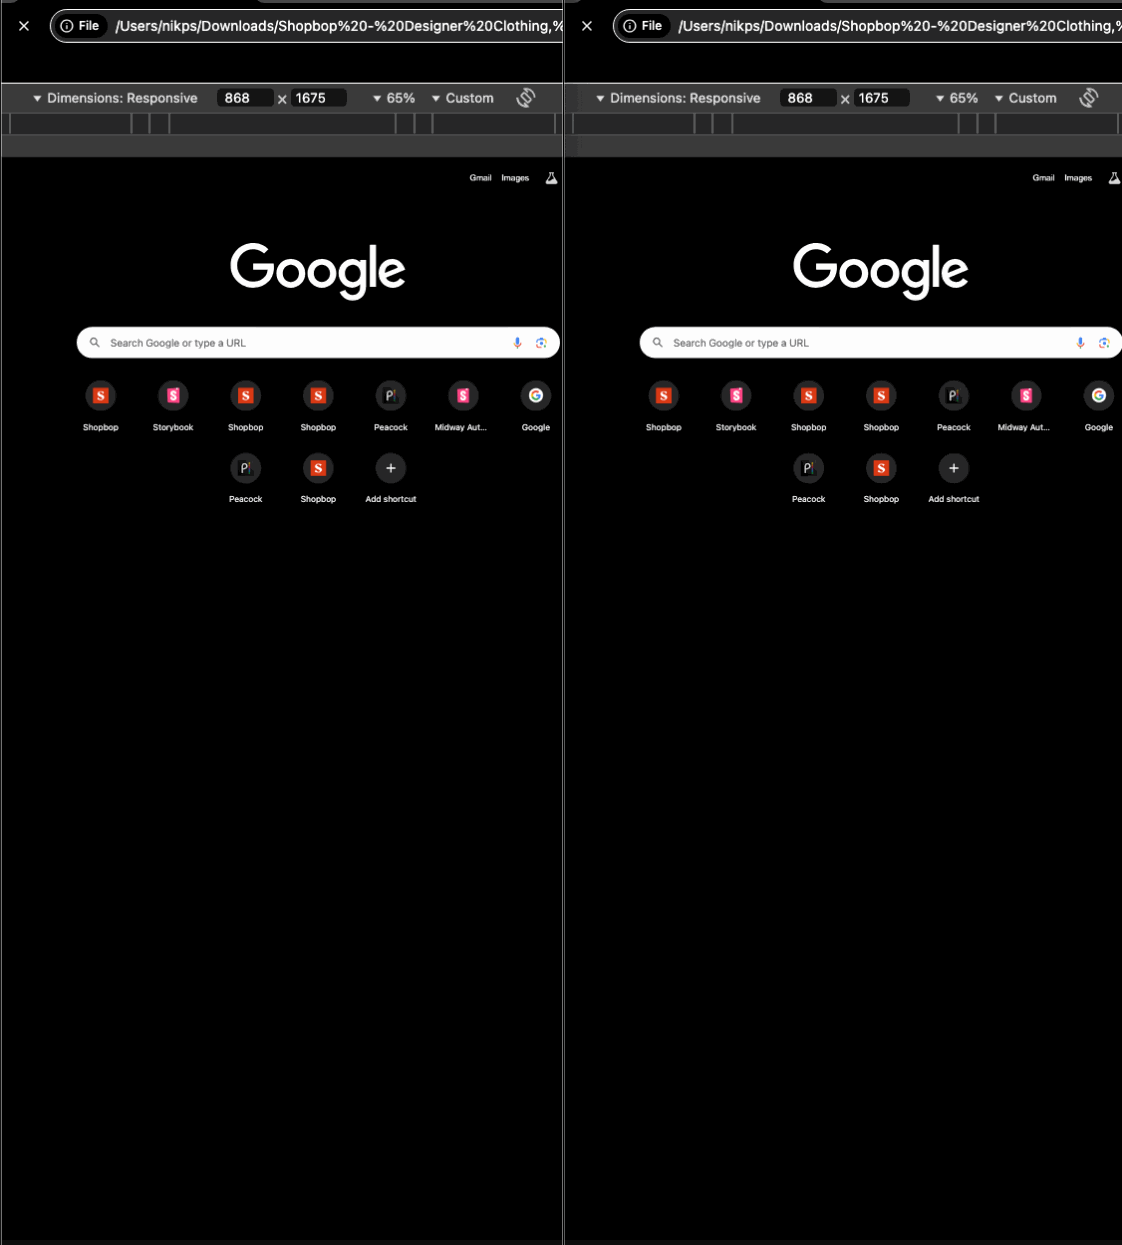 File /Users/nikps/Downloads/Shopbop%20-%20Designer%20Clothing,%
Dimensions: Responsive 868 x 1675 65% Custom
Gmail Images
Google
Search Google or type a URL
Shopbop Storybook Shopbop Shopbop Peacock Midway Aut... Google
Peacock Shopbop Add shortcut
File /Users/nikps/Downloads/Shopbop%20-%20Designer%20Clothing,%
Dimensions: Responsive 868 x 1675 65% Custom
Gmail Images
Google
Search Google or type a URL
Shopbop Storybook Shopbop Shopbop Peacock Midway Aut... Google
Peacock Shopbop Add shortcut